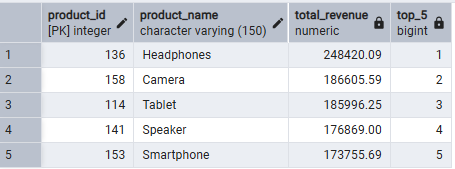 product_id product_name total_revenue top_5
[PK] integer character varying (150) numeric bigint
1 136 Headphones 248420.09 1
2 158 Camera 186605.59 2
3 114 Tablet 185996.25 3
4 141 Speaker 176869.00 4
5 153 Smartphone 173755.69 5